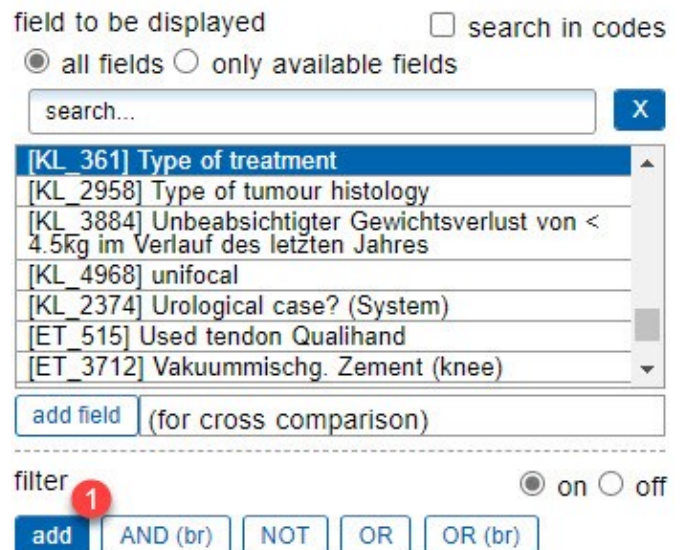 field to be displayed
search in codes
all fields only available fields
search...
X
[KL_361] Type of treatment
[KL_2958] Type of tumour histology
[KL_3884] Unbeabsichtigter Gewichtsverlust von <
4.5kg im Verlauf des letzten Jahres
[KL_4968] unifocal
[KL_2374] Urological case? (System)
[ET_515] Used tendon Qualihand
[ET_3712] Vakuummischg. Zement (knee)
add field (for cross comparison)
filter
on off
1
add AND (br) NOT OR OR (br)